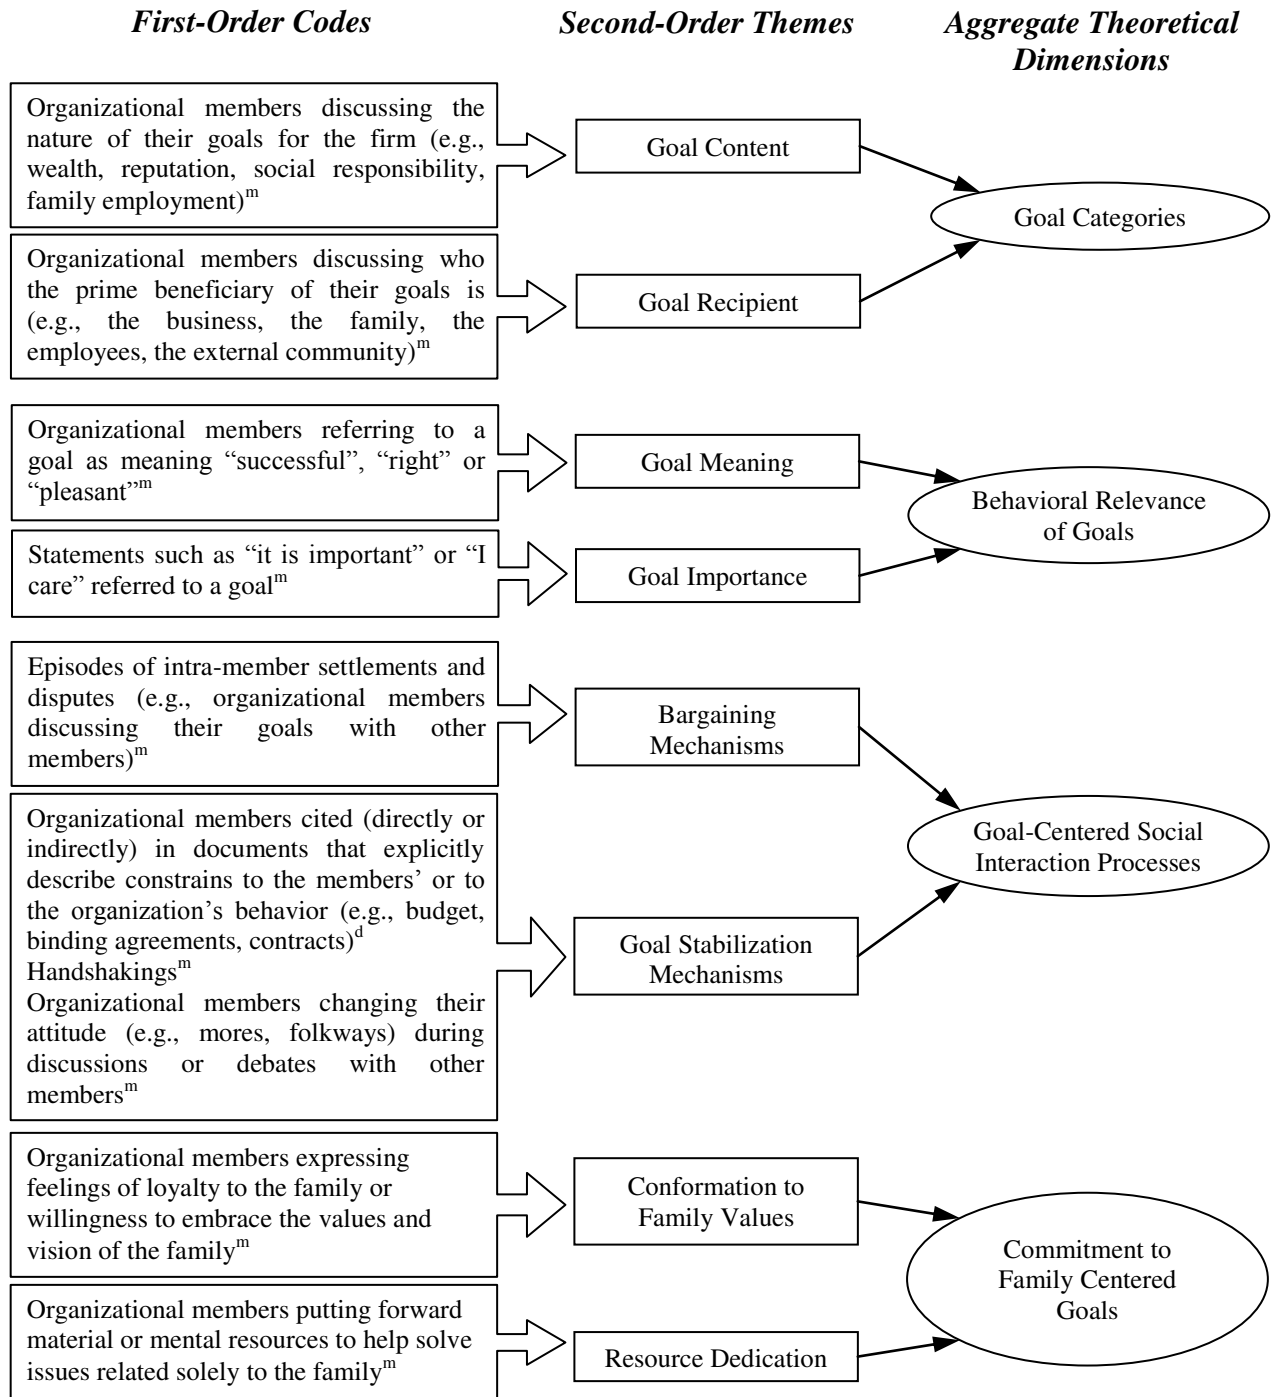 First-Order Codes
Second-Order Themes
Aggregate Theoretical
Dimensions
Organizational members discussing the
nature of their goals for the firm (e.g.,
wealth, reputation, social responsibility,
family employment)ᵐ
Goal Content
Goal Categories
Organizational members discussing who
the prime beneficiary of their goals is
(e.g., the business, the family, the
employees, the external community)ᵐ
Goal Recipient
Organizational members referring to a
goal as meaning “successful”, “right” or
“pleasant”ᵐ
Goal Meaning
Behavioral Relevance
of Goals
Statements such as “it is important” or “I
care” referred to a goalᵐ
Goal Importance
Episodes of intra-member settlements and
disputes (e.g., organizational members
discussing their goals with other
members)ᵐ
Bargaining
Mechanisms
Goal-Centered Social
Interaction Processes
Organizational members cited (directly or
indirectly) in documents that explicitly
describe constrains to the members’ or to
the organization’s behavior (e.g., budget,
binding agreements, contracts)ᵈ
Handshakingsᵐ
Organizational members changing their
attitude (e.g., mores, folkways) during
discussions or debates with other
membersᵐ
Goal Stabilization
Mechanisms
Organizational members expressing
feelings of loyalty to the family or
willingness to embrace the values and
vision of the familyᵐ
Conformation to
Family Values
Commitment to
Family Centered
Goals
Organizational members putting forward
material or mental resources to help solve
issues related solely to the familyᵐ
Resource Dedication